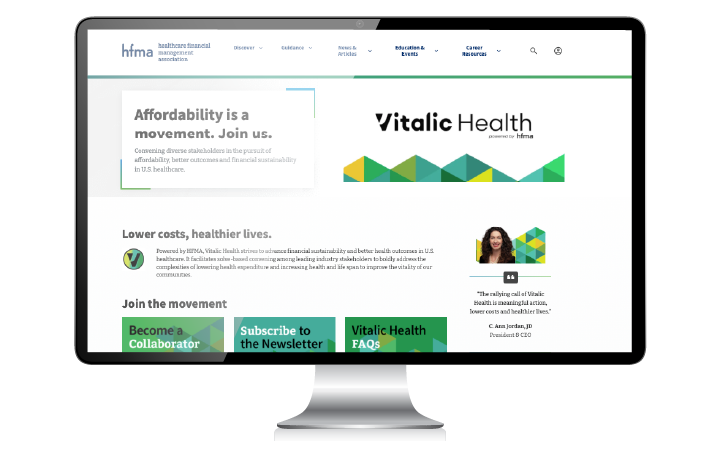 hfma
healthcare financial
management
association
Discover
Guidance
News &
Articles
Education &
Events
Career
Resources
Affordability is a
movement. Join us.
Convening diverse stakeholders in the pursuit of
affordability, better outcomes and financial sustainability
in U.S. healthcare.
Vitalic Health
powered by hfma
Lower costs, healthier lives.
Powered by HFMA, Vitalic Health strives to advance financial sustainability and better health outcomes in U.S.
healthcare. It facilitates solve-based convening among leading industry stakeholders to boldly address the
complexities of lowering health expenditure and increasing health and life span to improve the vitality of our
communities.
"The rallying call of Vitalic
Health is meaningful action,
lower costs and healthier lives."
C. Ann Jordan, JD
President & CEO
Join the movement
Become a
Collaborator
Subscribe to
the Newsletter
Vitalic Health
FAQs